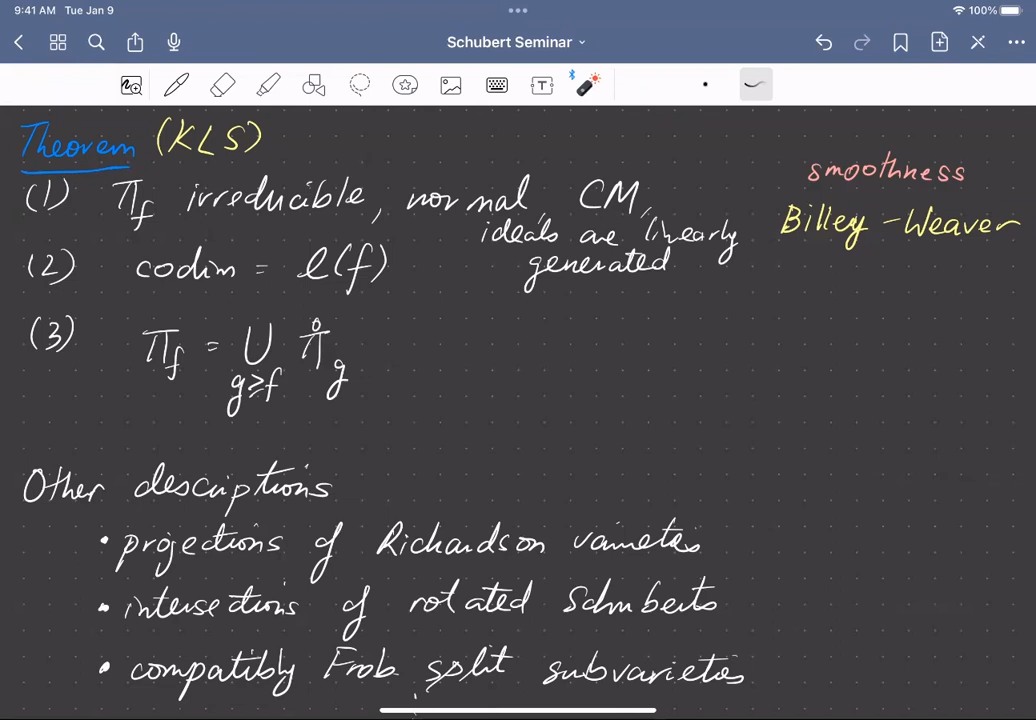 9:41 AM Tue Jan 9
100%
Schubert Seminar
Theorem (KLS)
(1) Πf irreducible, normal, CM,
ideals are linearly
generated
smoothness
Billey - Weaver
(2) codim = l(f)
(3) Πf = ∪ Π̊g
g≥f
Other descriptions
• projections of Richardson varieties
• intersections of rotated Schuberts
• compatibly Frob. split subvarieties